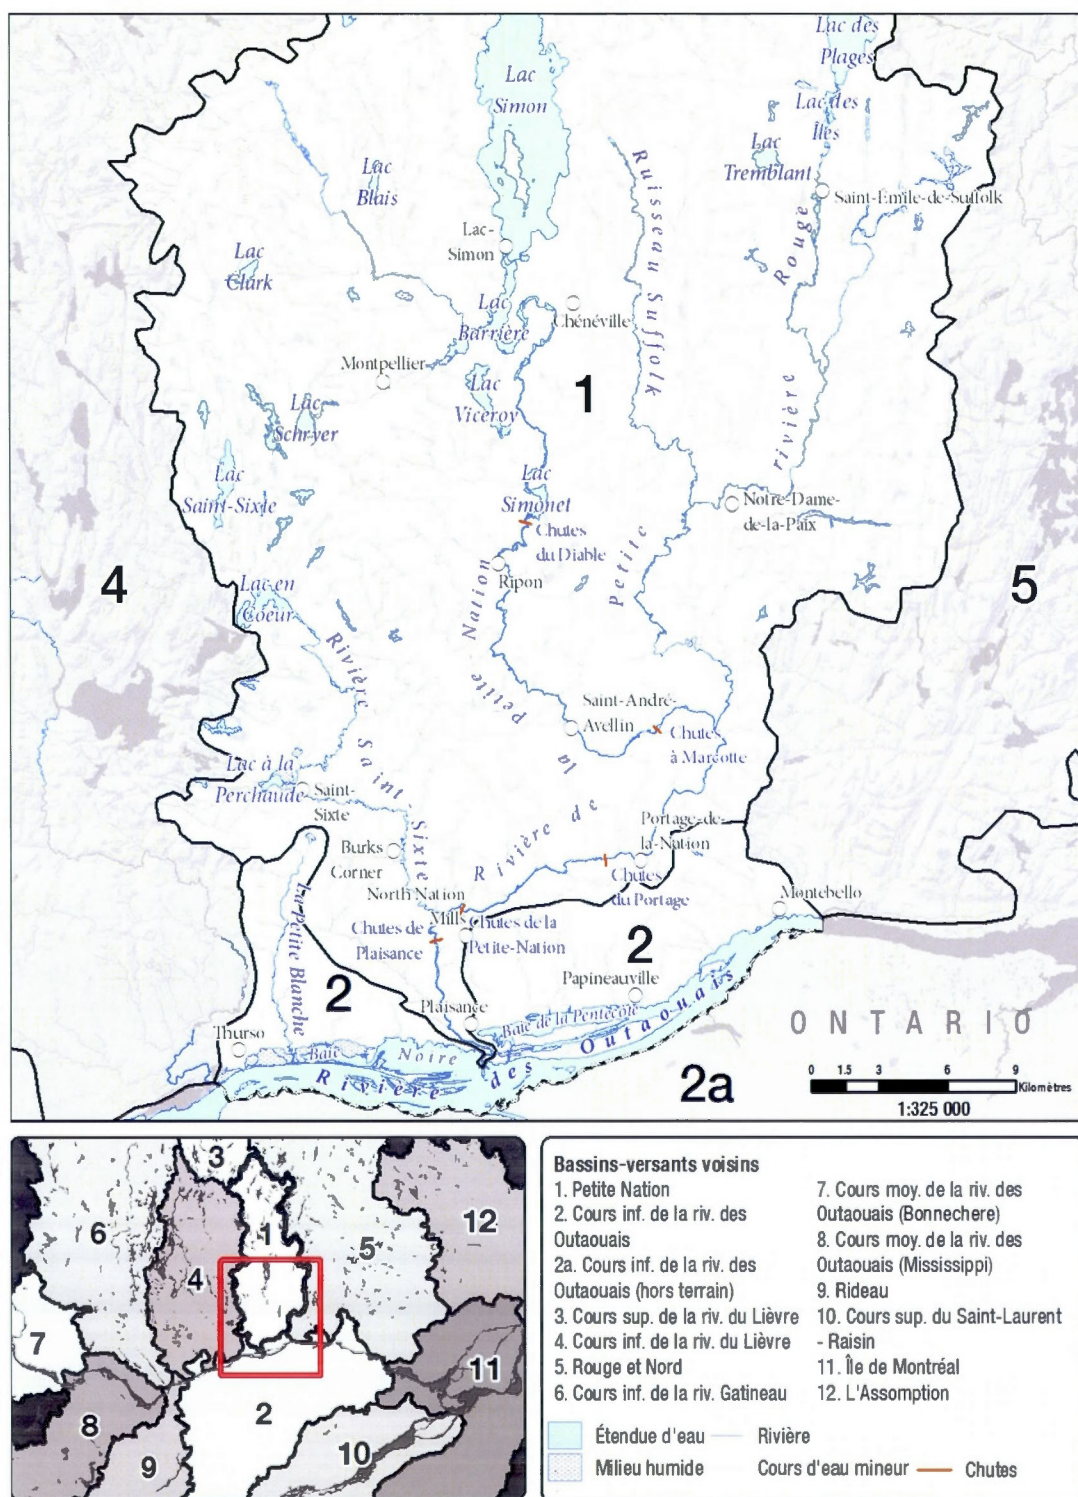 Lac des
Plages
Lac
Simon
Lac des
Îles
Lac
Tremblant
Ruisseau Suffolk
Lac
Blais
Saint-Émile-de-Suffolk
Rouge
Lac-
Simon
Lac
Clark
Lac
Barrière
Chénéville
Montpellier
1
Lac
Viceroy
Lac
Schryer
rivière
Lac
Saint-Sixte
Lac
Simonet
Notre-Dame-
de-la-Paix
Chutes
du Diable
Petite
4
Ripon
5
Lac en
Coeur
Nation
Rivière
petite
Saint-André-
Avellin
Chutes
à Marcotte
la
Saint
Lac à la
Perchaude
Saint-
Sixte
Sixte
Rivière de
Portage-de-
la-Nation
Burks
Corner
Chutes
du Portage
La Petite Blanche
North Nation
Mills
Montebello
Chutes de
Plaisance
Chutes de la
Petite-Nation
2
2
Papineauville
Plaisance
Baie de la Pentecôte
Thurso
Baie Noire
Rivière des Outaouais
ONTARIO
2a
0 1.5 3 6 9
Kilomètres
1:325 000
3
1
6
12
5
4
7
11
2
8
10
9
Bassins-versants voisins
1. Petite Nation
2. Cours inf. de la riv. des
Outaouais
2a. Cours inf. de la riv. des
Outaouais (hors terrain)
3. Cours sup. de la riv. du Lièvre
4. Cours inf. de la riv. du Lièvre
5. Rouge et Nord
6. Cours inf. de la riv. Gatineau
7. Cours moy. de la riv. des
Outaouais (Bonnechere)
8. Cours moy. de la riv. des
Outaouais (Mississippi)
9. Rideau
10. Cours sup. du Saint-Laurent
- Raisin
11. Île de Montréal
12. L'Assomption
Étendue d'eau
Rivière
Milieu humide
Cours d'eau mineur
Chutes